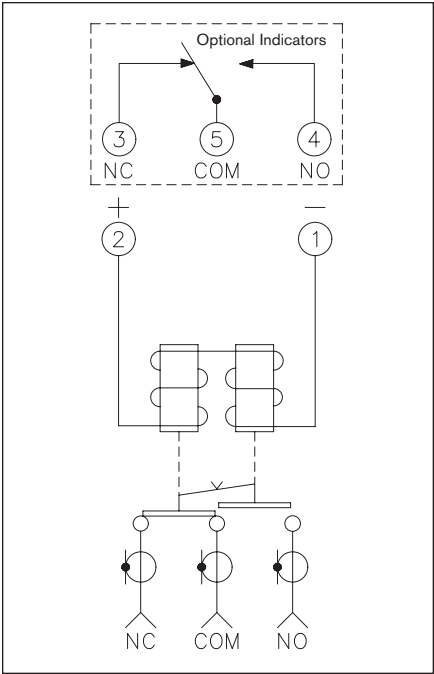 Optional Indicators
3 5 4
NC COM NO
+ −
2 1
NC COM NO